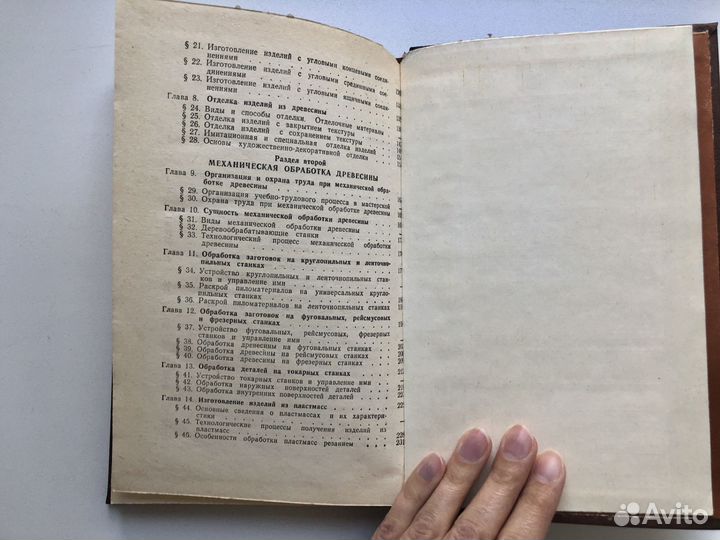 § 21. Изготовление изделий с угловыми концевыми соеди-
нениями
§ 22. Изготовление изделий с угловыми срединными сое-
динениями
§ 23. Изготовление изделий с угловыми ящичными соеди-
нениями
Глава 8. Отделка изделий из древесины
§ 24. Виды и способы отделки. Отделочные материалы
§ 25. Отделка изделий с закрытием текстуры
§ 26. Отделка изделий с сохранением текстуры
§ 27. Имитационная и специальная отделка изделий
§ 28. Основы художественно-декоративной отделки
Раздел второй
МЕХАНИЧЕСКАЯ ОБРАБОТКА ДРЕВЕСИНЫ
Глава 9. Организация и охрана труда при механической обра-
ботке древесины
§ 29. Организация учебно-трудового процесса в мастерской
§ 30. Охрана труда при механической обработке древесины
Глава 10. Сущность механической обработки древесины
§ 31. Виды механической обработки древесины
§ 32. Деревообрабатывающие станки
§ 33. Технологический процесс механической обработки
древесины
Глава 11. Обработка заготовок на круглопильных и ленточно-
пильных станках
§ 34. Устройство круглопильных и ленточнопильных стан-
ков и управление ими
§ 35. Раскрой пиломатериалов на универсальных кругло-
пильных станках
§ 36. Раскрой пиломатериалов на ленточнопильных станках
Глава 12. Обработка заготовок на фуговальных, рейсмусовых
и фрезерных станках
§ 37. Устройство фуговальных, рейсмусовых, фрезерных
станков и управление ими
§ 38. Обработка древесины на фуговальных станках
§ 39. Обработка древесины на рейсмусовых станках
§ 40. Обработка древесины на фрезерных станках
Глава 13. Обработка деталей на токарных станках
§ 41. Устройство токарных станков и управление ими
§ 42. Обработка наружных поверхностей деталей
§ 43. Обработка внутренних поверхностей деталей
Глава 14. Изготовление изделий из пластмасс
§ 44. Основные сведения о пластмассах и их характери-
стики
§ 45. Технологические процессы получения изделий из
пластмасс 228
§ 46. Особенности обработки пластмасс резанием 231
Avito